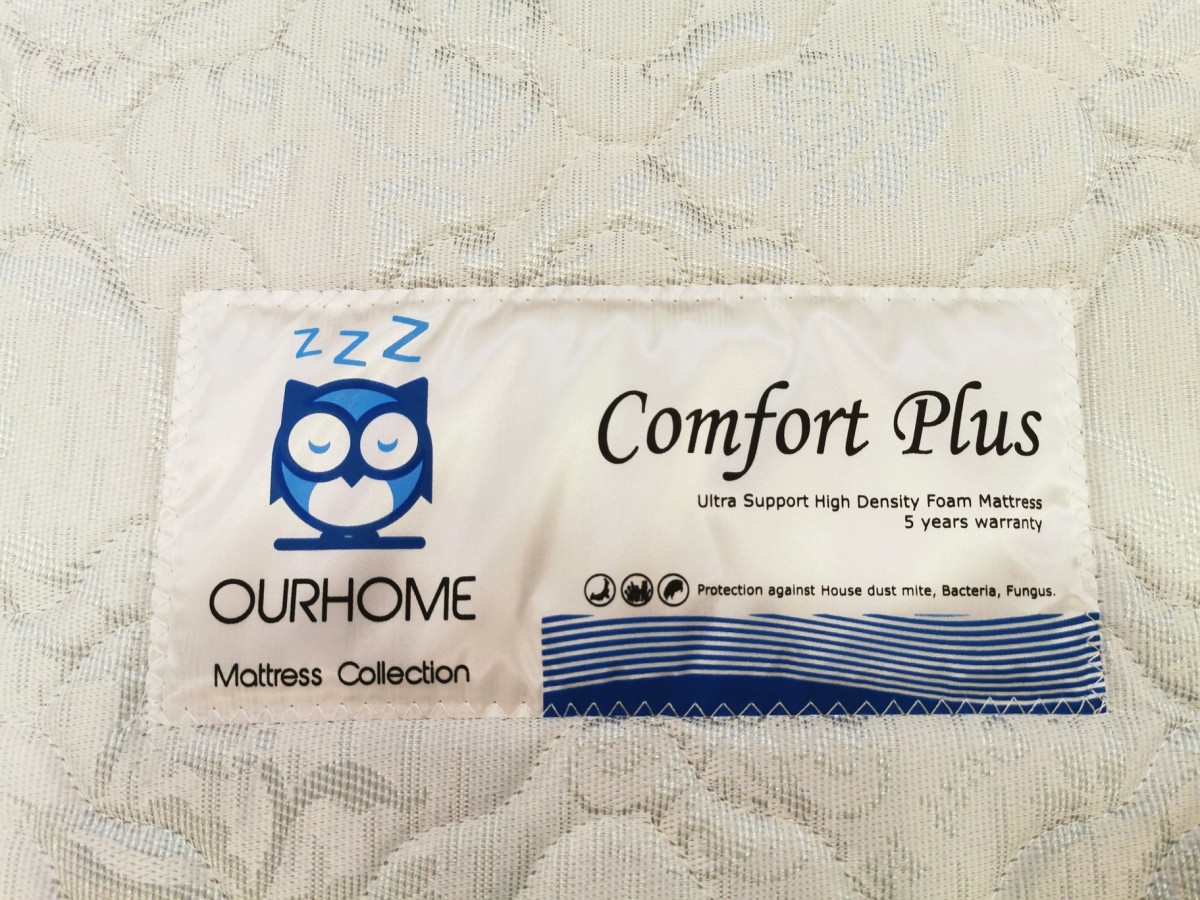 Z Z Z
OURHOME
Mattress Collection
Comfort Plus
Ultra Support High Density Foam Mattress
5 years warranty
Protection against House dust mite, Bacteria, Fungus.